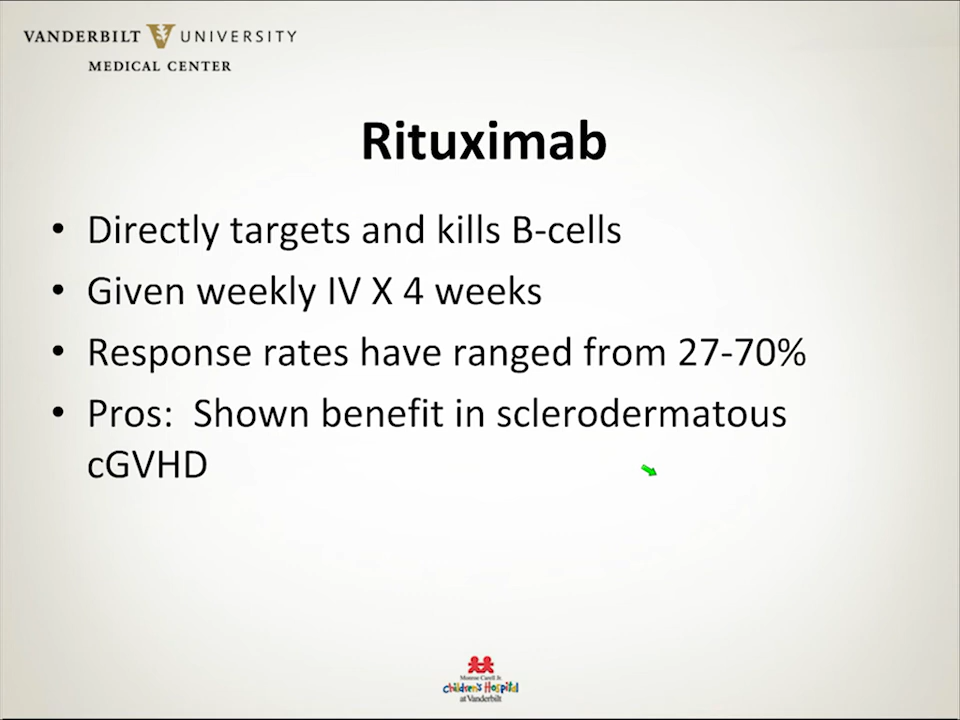 VANDERBILT UNIVERSITY
MEDICAL CENTER
Rituximab
• Directly targets and kills B-cells
• Given weekly IV X 4 weeks
• Response rates have ranged from 27-70%
• Pros:  Shown benefit in sclerodermatous
cGVHD
Monroe Carell Jr.
Children's Hospital
at Vanderbilt